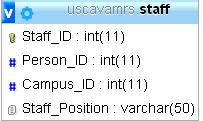 v uscavamrs staff
Staff_ID : int(11)
# Person_ID : int(11)
# Campus_ID : int(11)
Staff_Position : varchar(50)